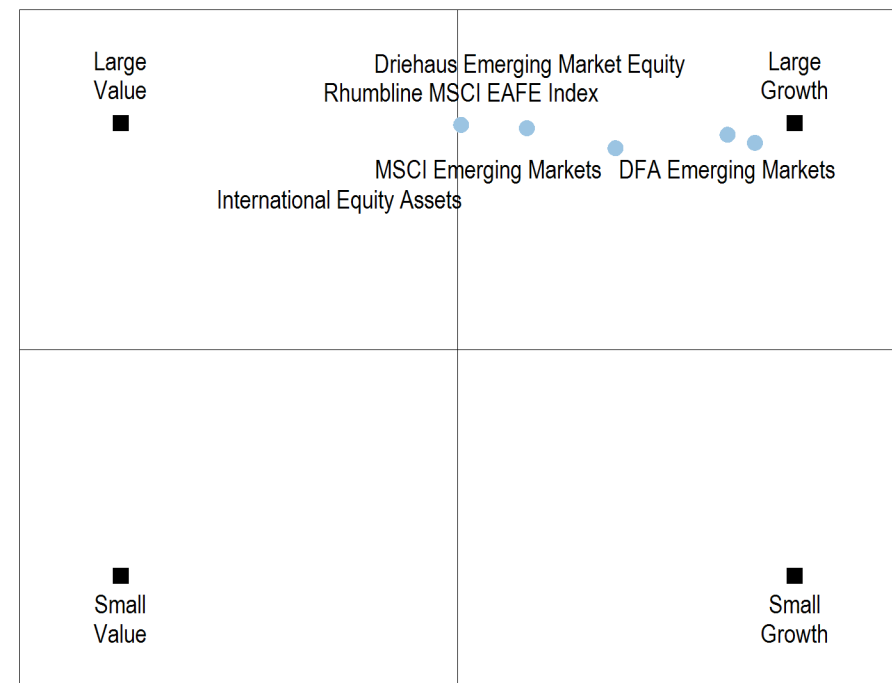 Large
Value
Driehaus Emerging Market Equity
Rhumbline MSCI EAFE Index
Large
Growth
MSCI Emerging Markets
DFA Emerging Markets
International Equity Assets
Small
Value
Small
Growth